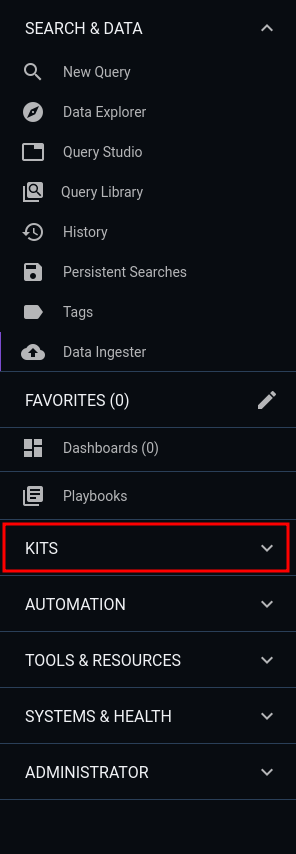 SEARCH & DATA
New Query
Data Explorer
Query Studio
Query Library
History
Persistent Searches
Tags
Data Ingester
FAVORITES (0)
Dashboards (0)
Playbooks
KITS
AUTOMATION
TOOLS & RESOURCES
SYSTEMS & HEALTH
ADMINISTRATOR